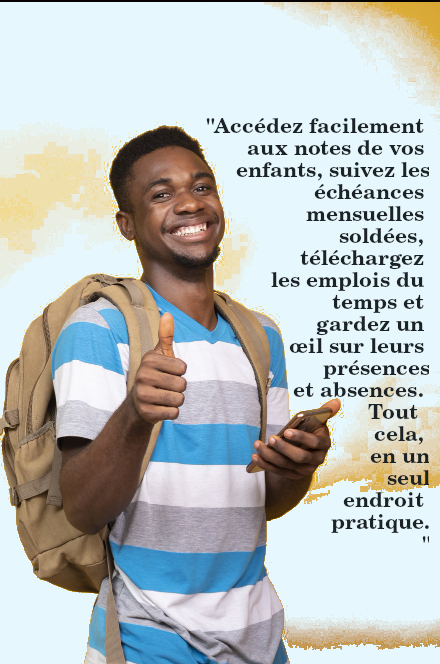 "Accédez facilement
aux notes de vos
enfants, suivez les
échéances
mensuelles
soldées,
téléchargez
les emplois du
temps et
gardez un
œil sur leurs
présences
et absences.
Tout
cela,
en un
seul
endroit
pratique.
"